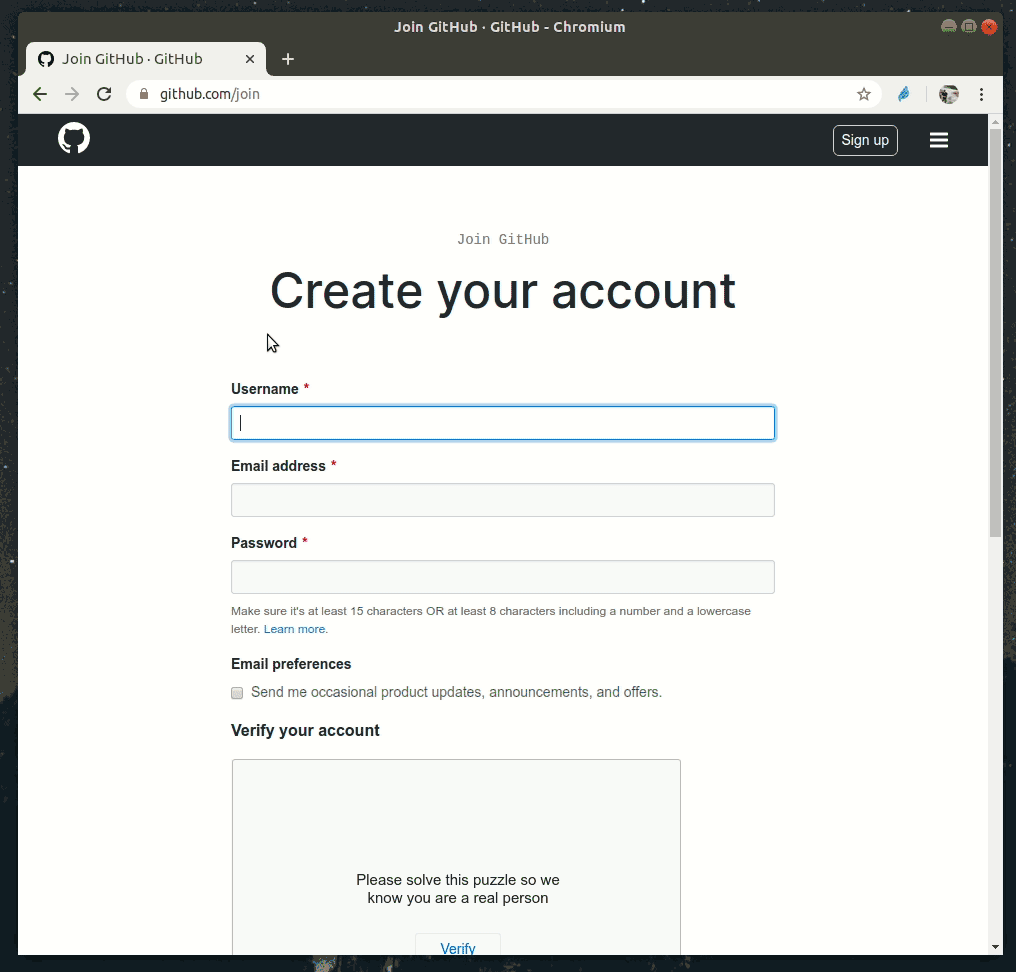 Join GitHub · GitHub - Chromium
Join GitHub · GitHub
github.com/join
Sign up
Join GitHub
Create your account
Username *
Email address *
Password *
Make sure it's at least 15 characters OR at least 8 characters including a number and a lowercase
letter. Learn more.
Email preferences
Send me occasional product updates, announcements, and offers.
Verify your account
Please solve this puzzle so we
know you are a real person
Verify